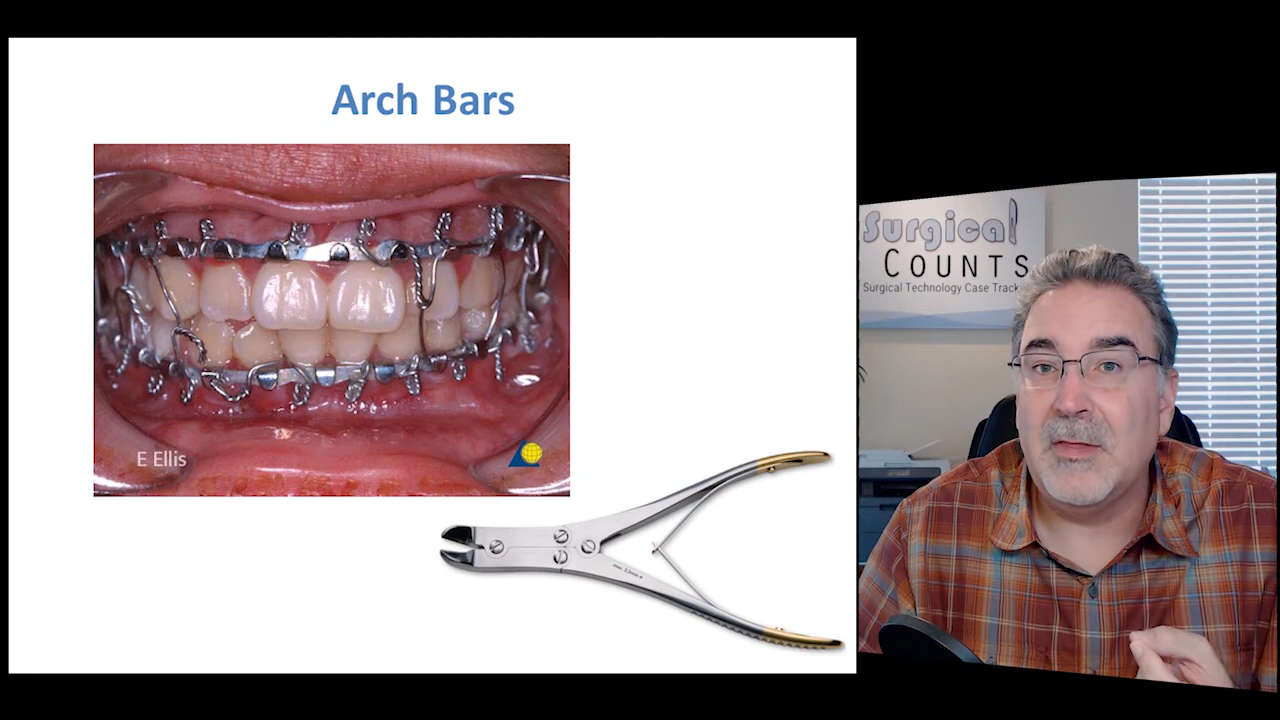 Arch Bars
E Ellis
Surgical
COUNTS
Surgical Technology Case Track